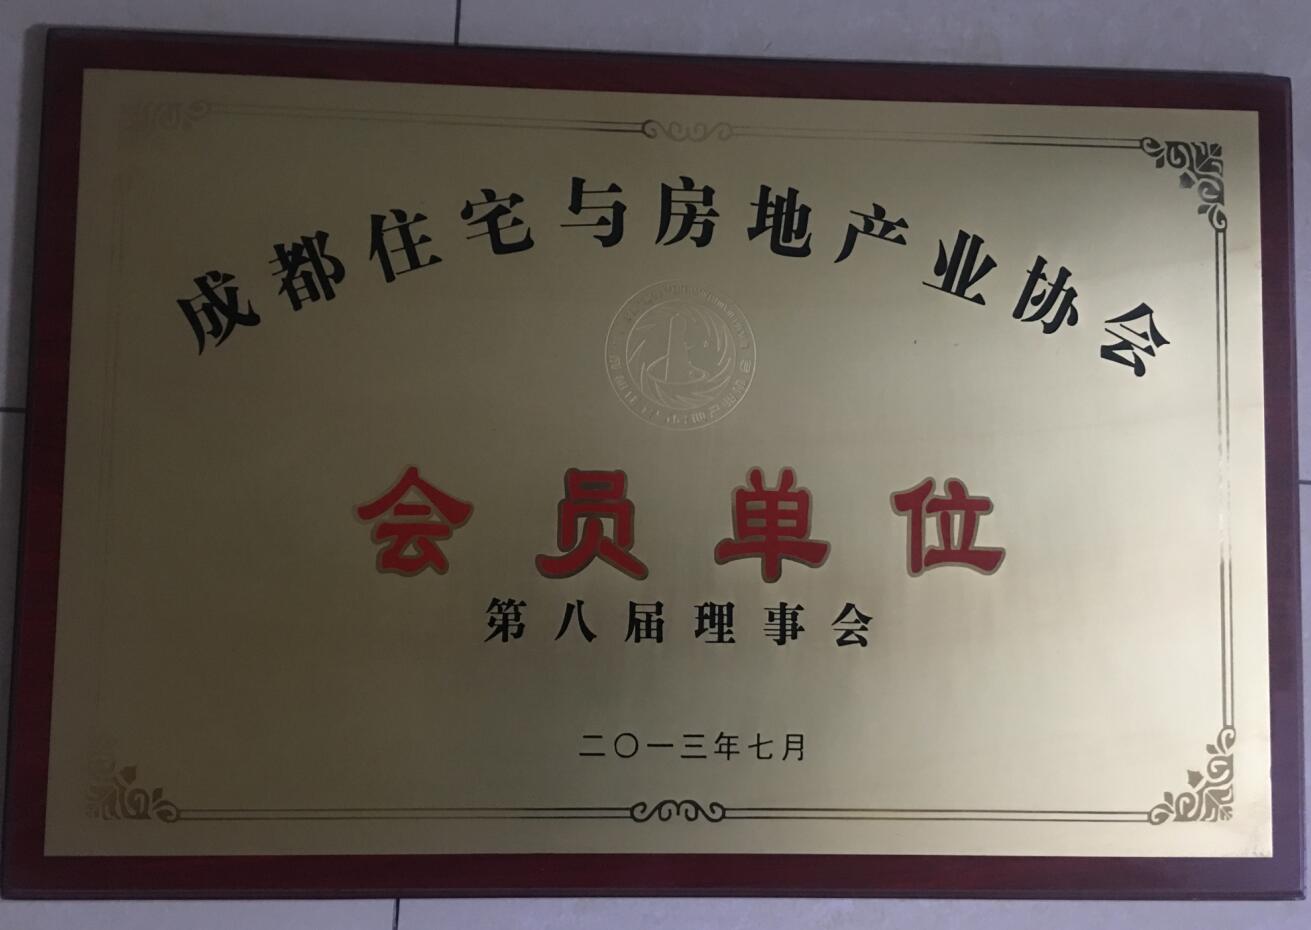 成都住宅与房地产业协会
会员单位
第八届理事会
二〇一三年七月